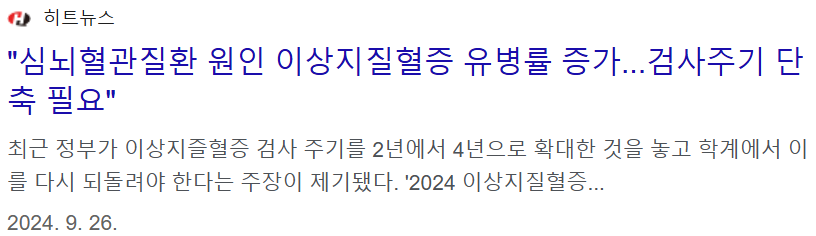 히트뉴스
"심뇌혈관질환 원인 이상지질혈증 유병률 증가...검사주기 단
축 필요"
최근 정부가 이상지즐혈증 검사 주기를 2년에서 4년으로 확대한 것을 놓고 학계에서 이
를 다시 되돌려야 한다는 주장이 제기됐다. '2024 이상지질혈증...
2024. 9. 26.